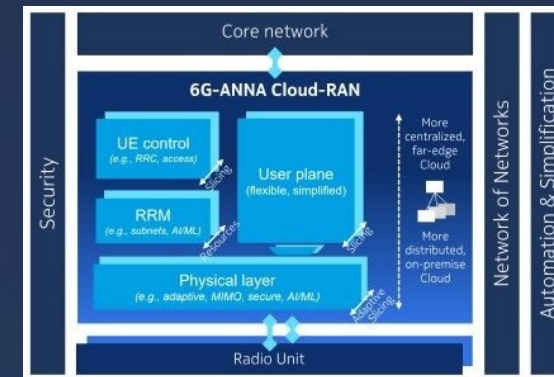 Core network
Security
6G-ANNA Cloud-RAN
UE control
(e.g., RRC, access)
Slicing
User plane
(flexible, simplified)
Slicing
RRM
(e.g., subnets, AI/ML)
Resources
Physical layer
(e.g., adaptive, MIMO, secure, AI/ML)
Adaptive
Slicing
More
centralized,
far-edge
Cloud
More
distributed,
on-premise
Cloud
Radio Unit
Network of Networks
Automation & Simplification